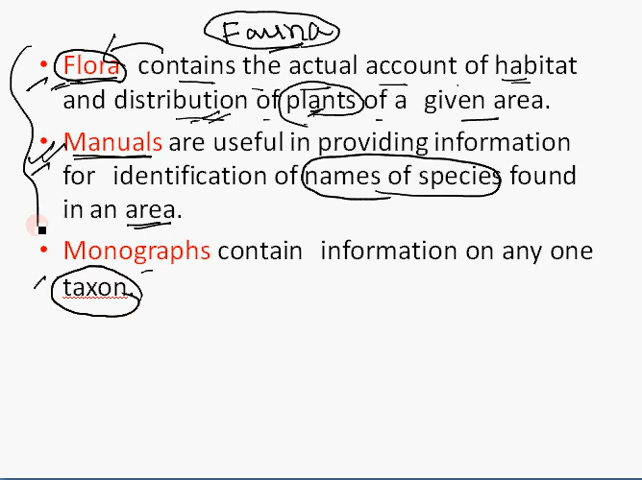 Fauna
• Flora contains the actual account of habitat
and distribution of plants of a given area.
• Manuals are useful in providing information
for identification of names of species found
in an area.
• Monographs contain information on any one
taxon.